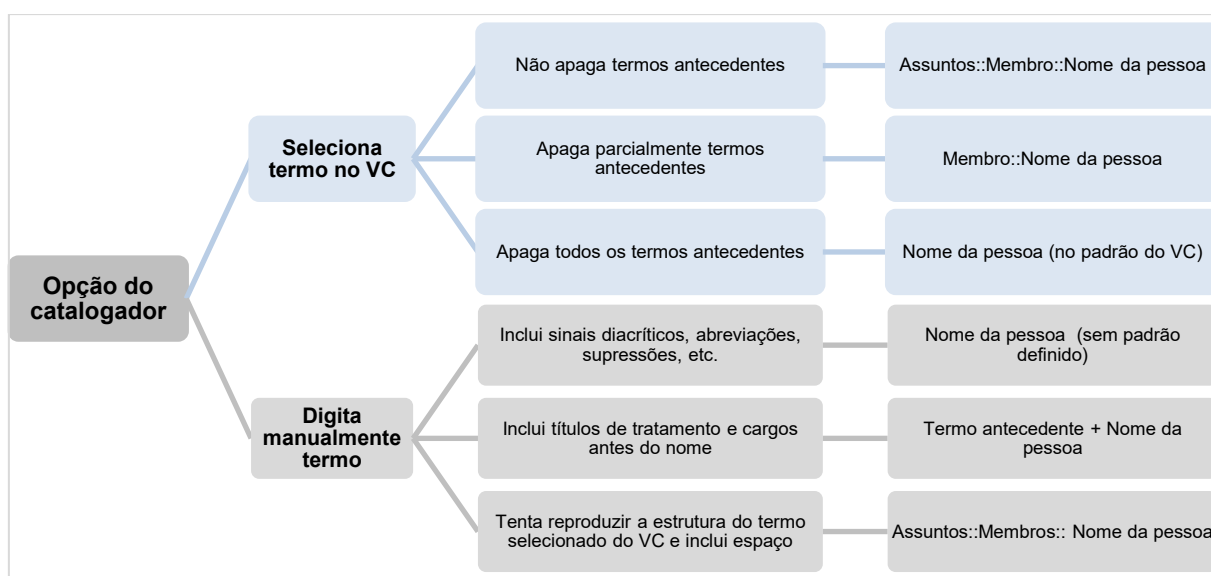 Não apaga termos antecedentes
Assuntos::Membro::Nome da pessoa
Seleciona
termo no VC
Apaga parcialmente termos
antecedentes
Membro::Nome da pessoa
Apaga todos os termos antecedentes
Nome da pessoa (no padrão do VC)
Opção do
catalogador
Inclui sinais diacríticos, abreviações,
supressões, etc.
Nome da pessoa (sem padrão
definido)
Digita
manualmente
termo
Inclui títulos de tratamento e cargos
antes do nome
Termo antecedente + Nome da
pessoa
Tenta reproduzir a estrutura do termo
selecionado do VC e inclui espaço
Assuntos::Membros:: Nome da pessoa